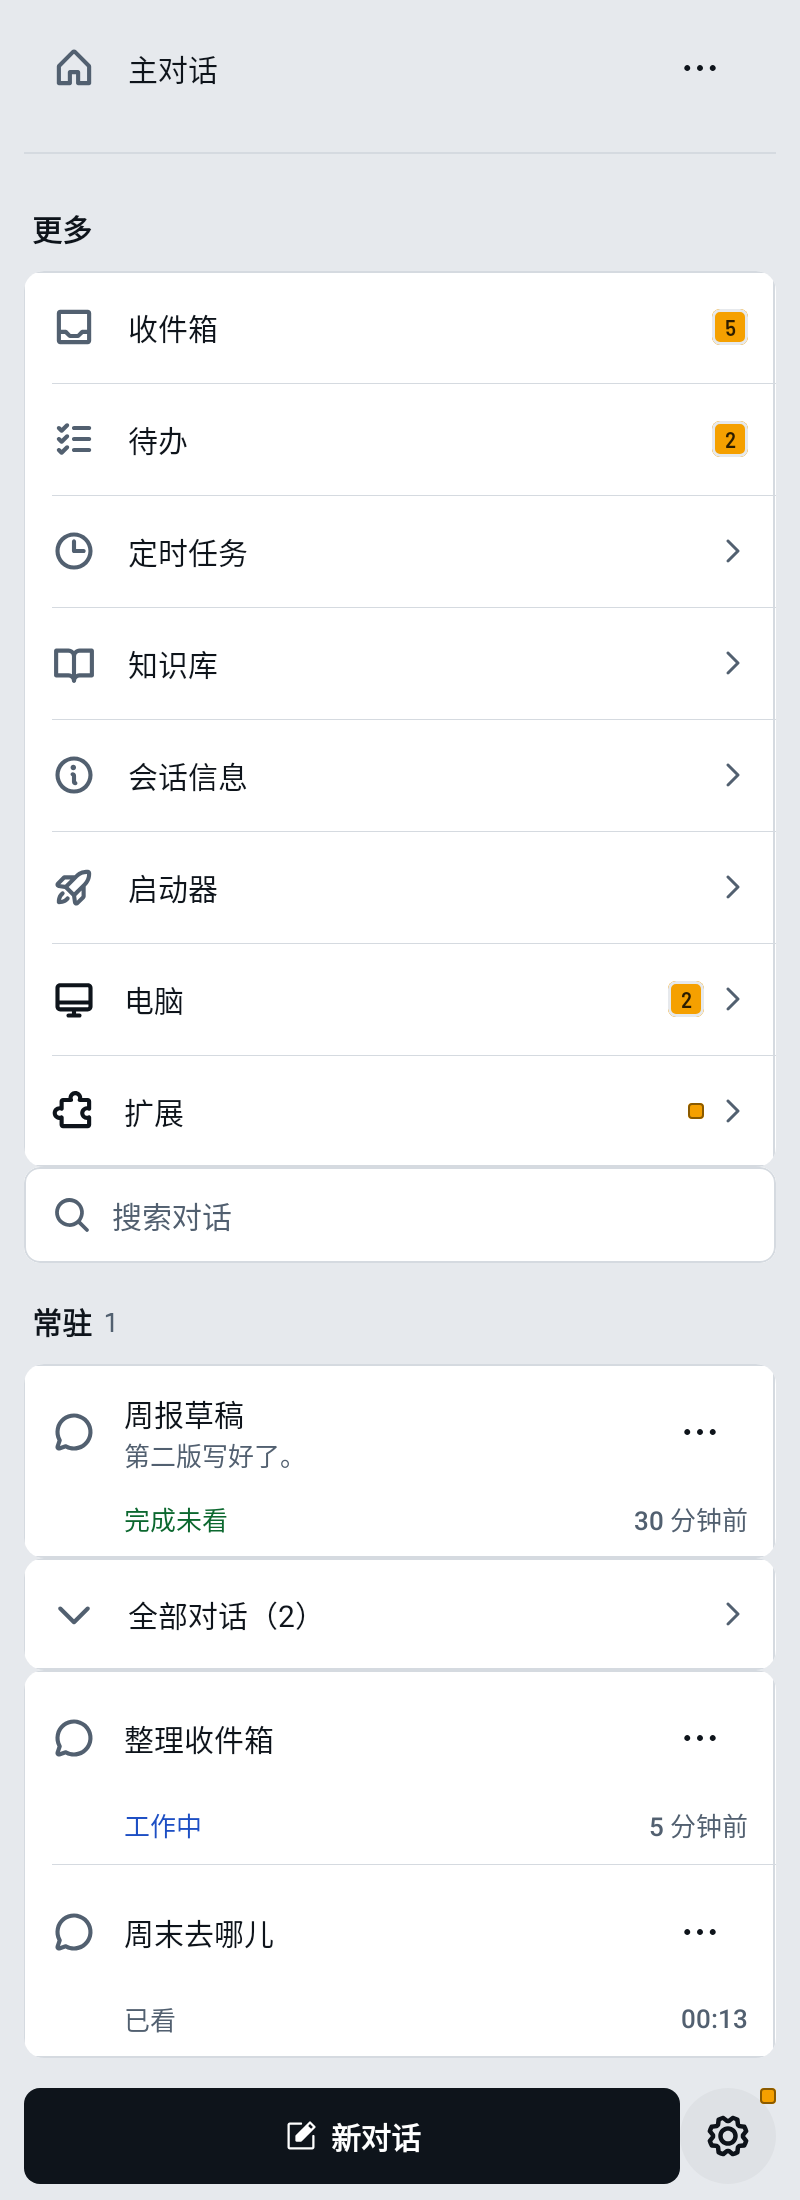 主对话
更多
收件箱 5
待办 2
定时任务
知识库
会话信息
启动器
电脑 2
扩展
搜索对话
常驻 1
周报草稿
第二版写好了。
完成未看 30 分钟前
全部对话（2）
整理收件箱
工作中 5 分钟前
周末去哪儿
已看 00:13
新对话